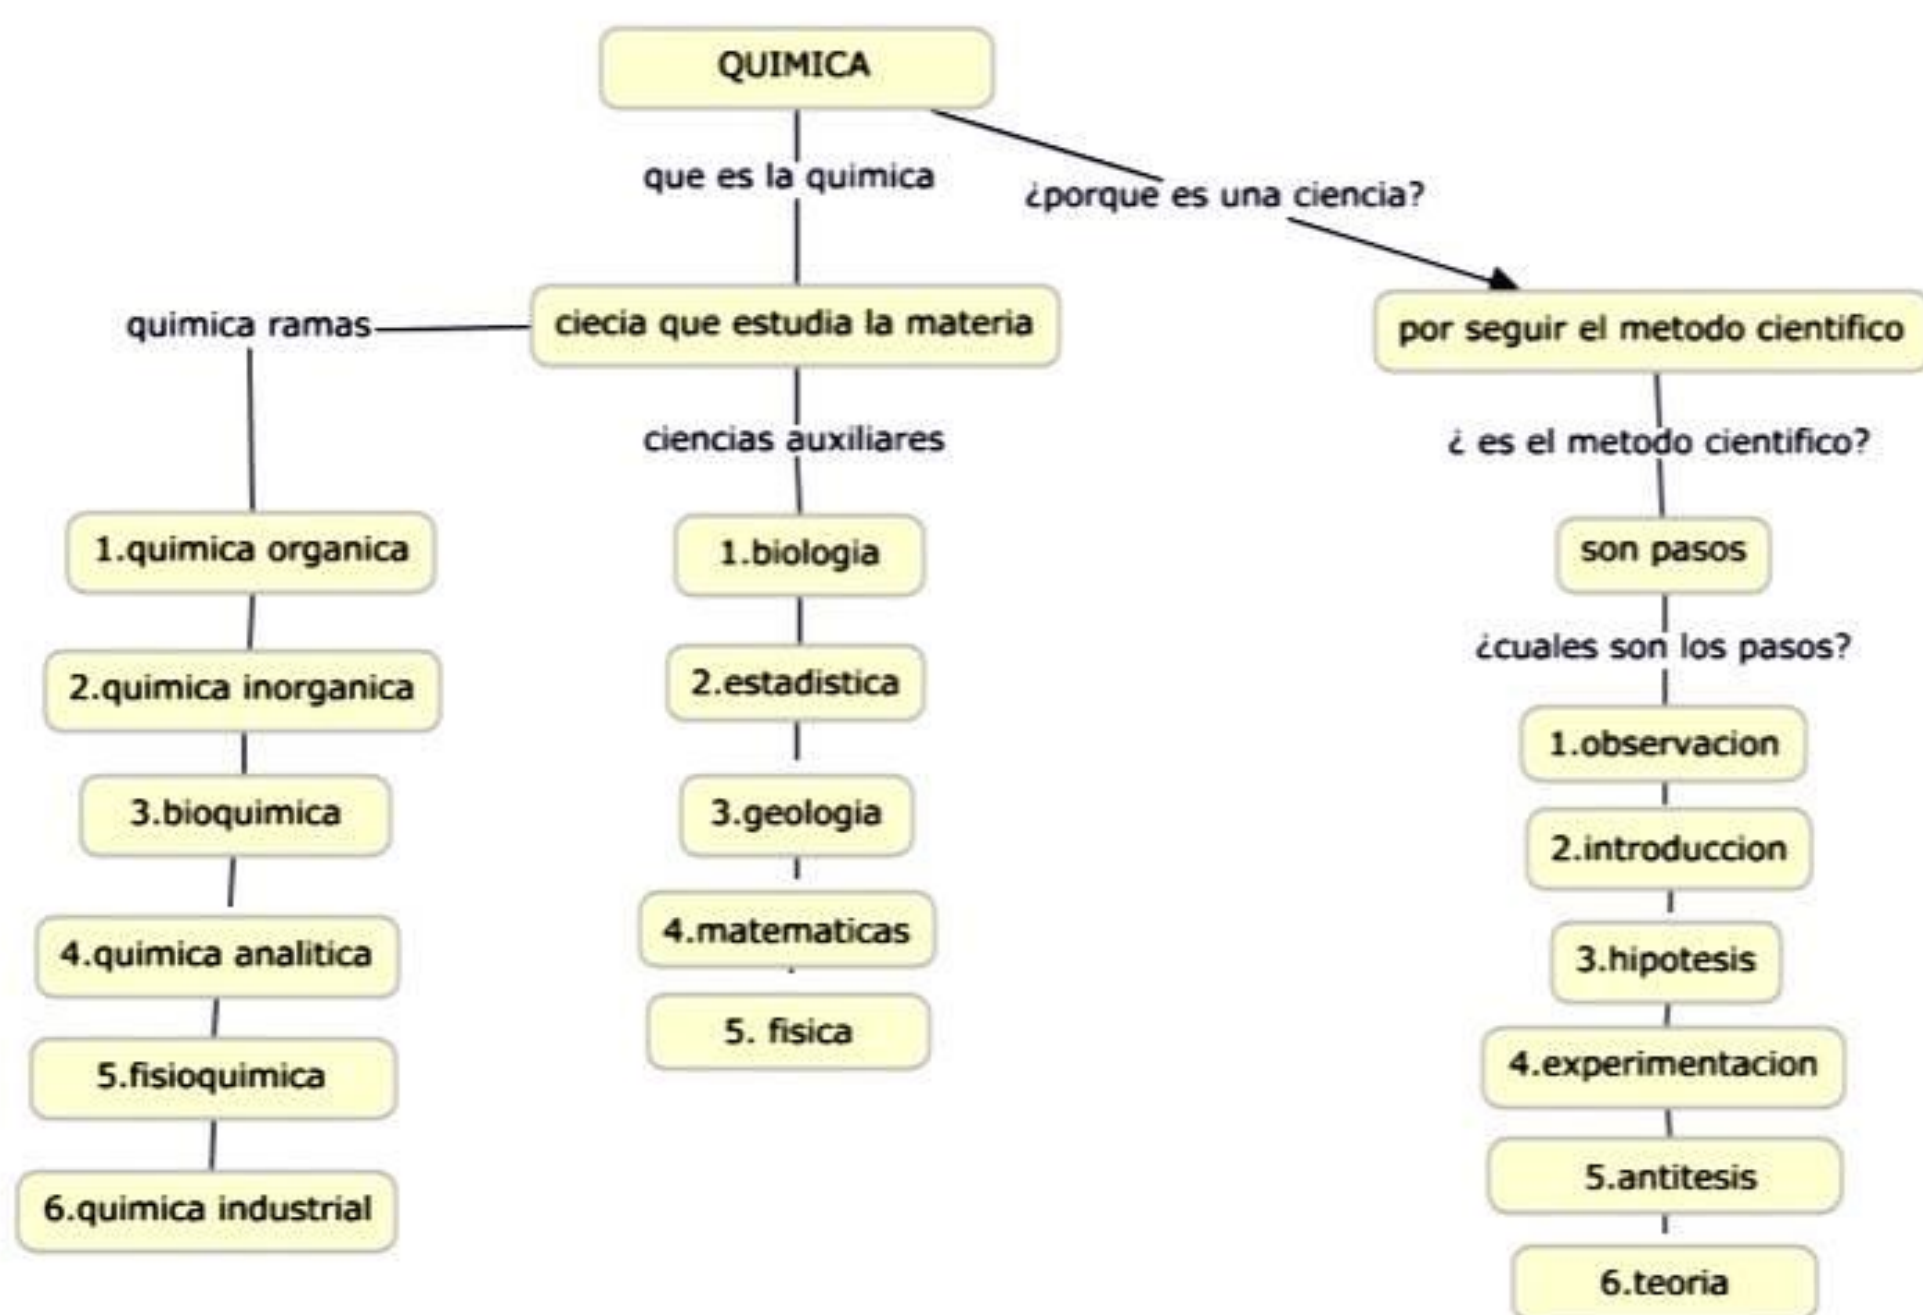 QUIMICA
que es la quimica
¿porque es una ciencia?
quimica ramas
ciecia que estudia la materia
por seguir el metodo cientifico
ciencias auxiliares
¿ es el metodo cientifico?
1.quimica organica
2.quimica inorganica
3.bioquimica
4.quimica analitica
5.fisioquimica
6.quimica industrial
1.biologia
2.estadistica
3.geologia
4.matematicas
5. fisica
son pasos
¿cuales son los pasos?
1.observacion
2.introduccion
3.hipotesis
4.experimentacion
5.antitesis
6.teoria